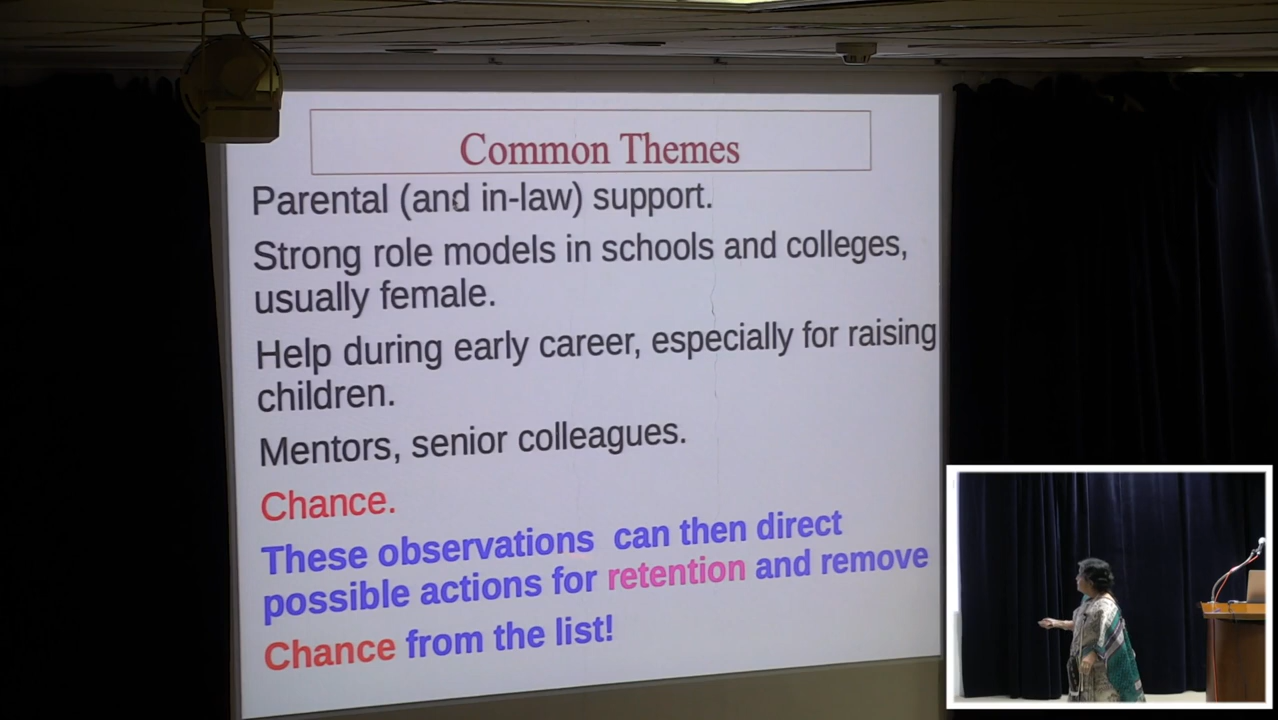 Common Themes
Parental (and in-law) support.
Strong role models in schools and colleges,
usually female.
Help during early career, especially for raising
children.
Mentors, senior colleagues.
Chance.
These observations can then direct
possible actions for retention and remove
Chance from the list!